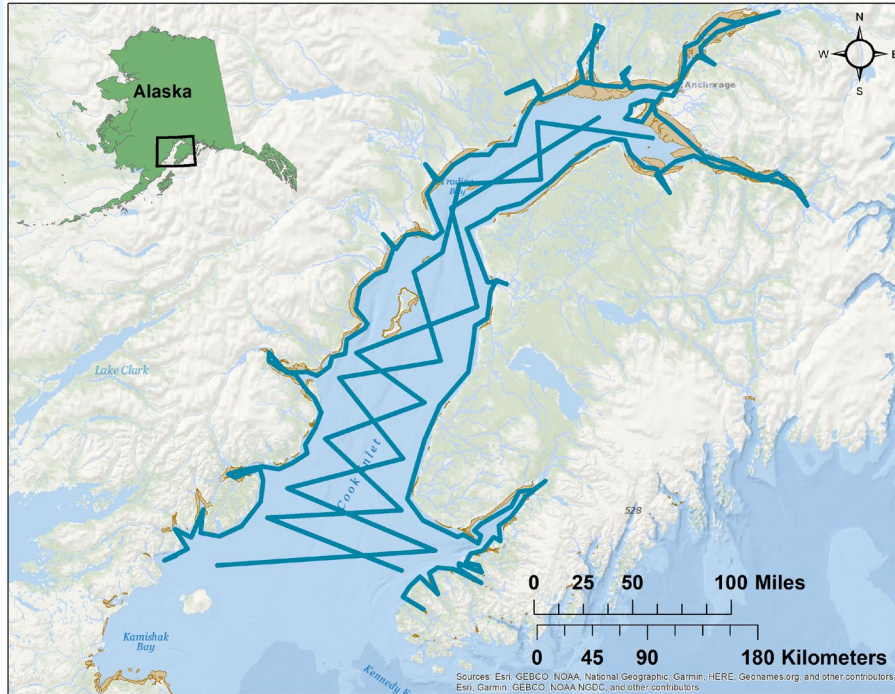 N
W
E
S
Alaska
Anchorage
Trading
Bay
Lake Clark
Cook Inlet
528
Kamishak
Bay
0 25 50 100 Miles
0 45 90 180 Kilometers
Sources: Esri, GEBCO, NOAA, National Geographic, Garmin, HERE, Geonames.org, and other contributors
Esri, Garmin, GEBCO, NOAA NGDC, and other contributors
Kennedy E